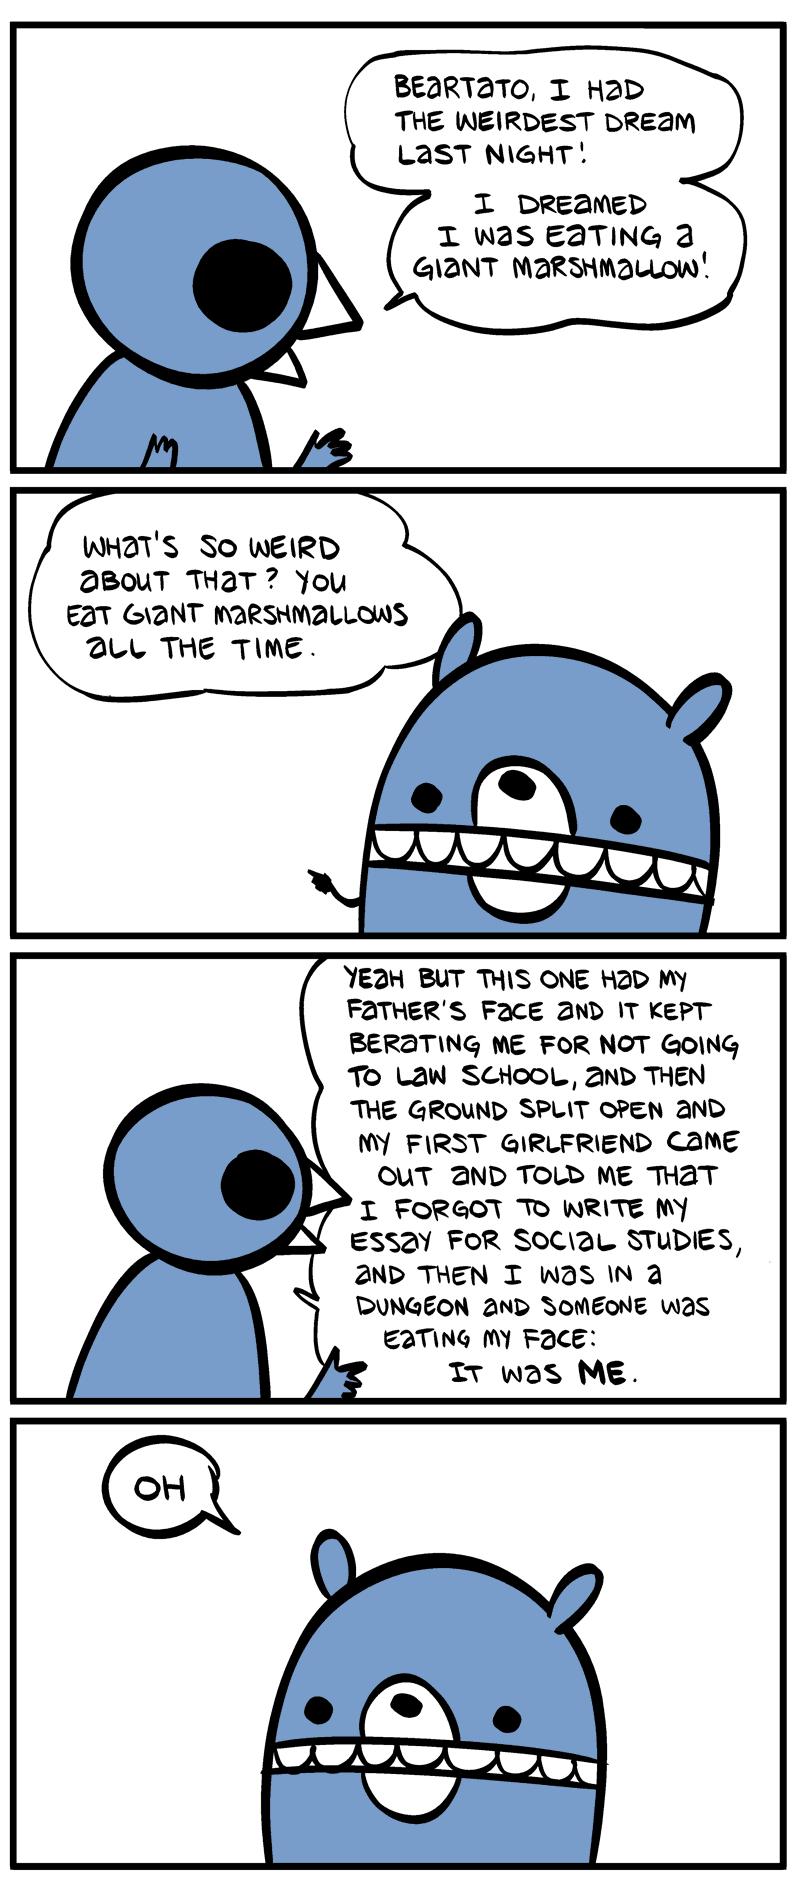 BEARTATO, I HAD
THE WEIRDEST DREAM
LAST NIGHT!
I DREAMED
I WAS EATING A
GIANT MARSHMALLOW!
WHAT'S SO WEIRD
ABOUT THAT? YOU
EAT GIANT MARSHMALLOWS
ALL THE TIME.
YEAH BUT THIS ONE HAD MY
FATHER'S FACE AND IT KEPT
BERATING ME FOR NOT GOING
TO LAW SCHOOL, AND THEN
THE GROUND SPLIT OPEN AND
MY FIRST GIRLFRIEND CAME
OUT AND TOLD ME THAT
I FORGOT TO WRITE MY
ESSAY FOR SOCIAL STUDIES,
AND THEN I WAS IN A
DUNGEON AND SOMEONE WAS
EATING MY FACE:
IT WAS ME.
OH